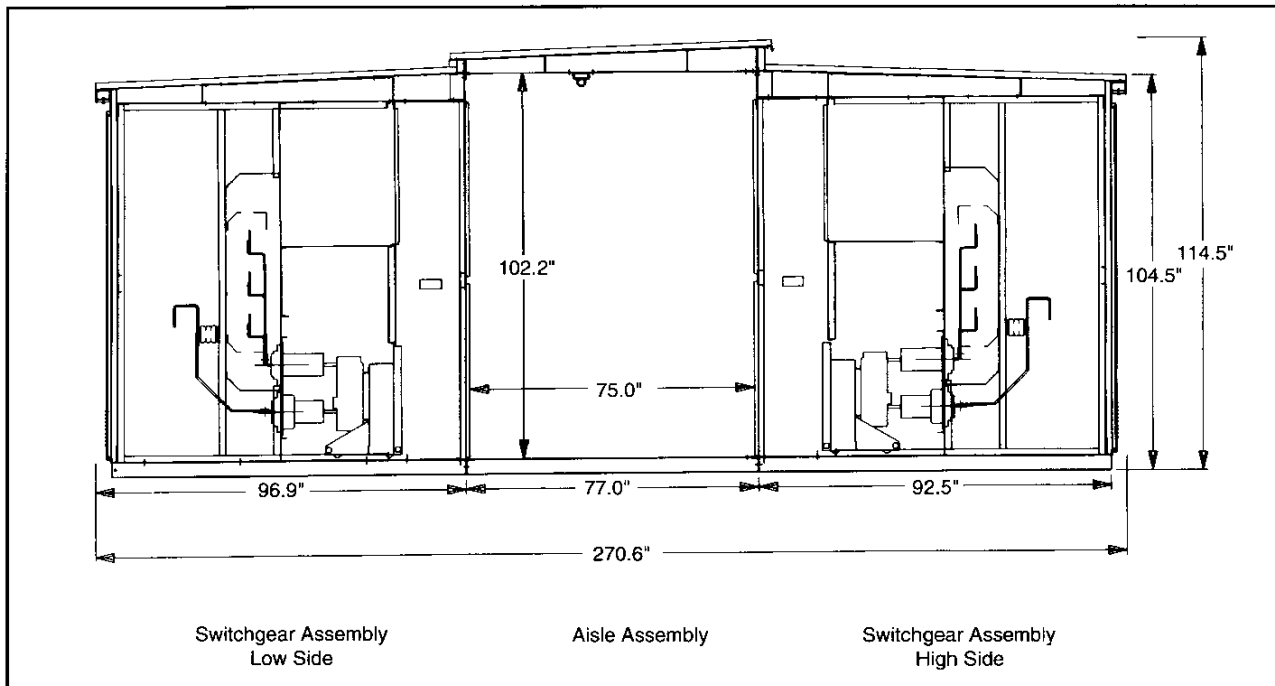 114.5"
104.5"
102.2"
75.0"
96.9"
77.0"
92.5"
270.6"
Switchgear Assembly
Low Side
Aisle Assembly
Switchgear Assembly
High Side